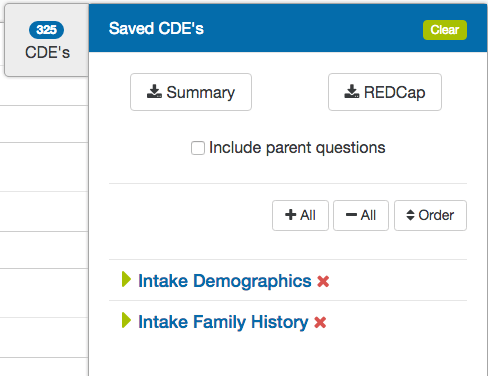 325
CDE's
Saved CDE's
Clear
Summary
REDCap
Include parent questions
All
All
Order
Intake Demographics
Intake Family History